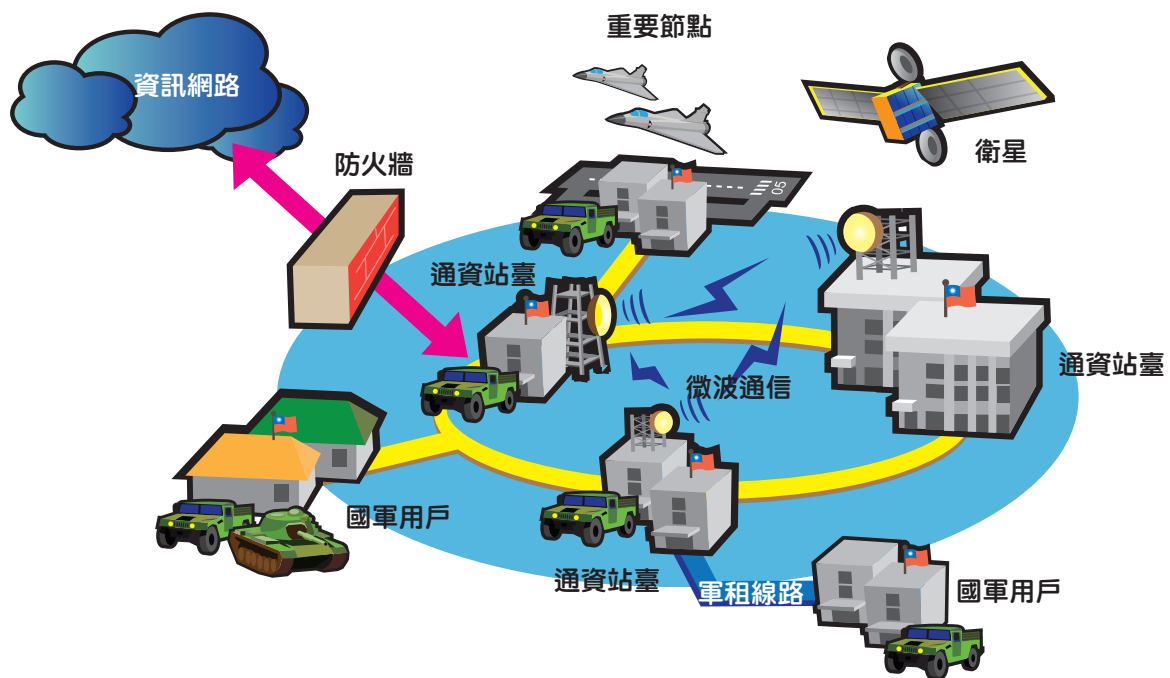 重要節點
資訊網路
衛星
防火牆
05
通資站臺
通資站臺
微波通信
國軍用戶
通資站臺
軍租線路
國軍用戶